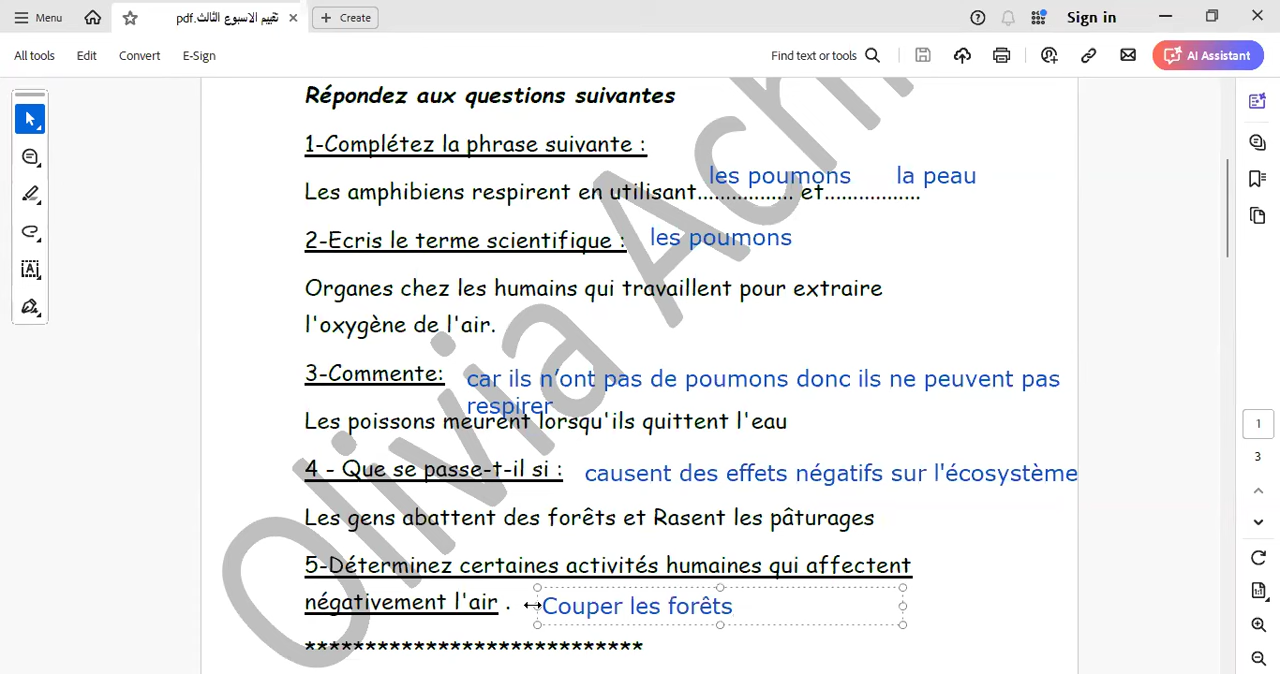 Menu
تقييم الاسبوع الثالث.pdf
Create
Sign in
All tools
Edit
Convert
E-Sign
Find text or tools
AI Assistant
Répondez aux questions suivantes
1-Complétez la phrase suivante :
les poumons la peau
Les amphibiens respirent en utilisant................ et................
2-Ecris le terme scientifique : les poumons
Organes chez les humains qui travaillent pour extraire
l'oxygène de l'air.
3-Commente: car ils n’ont pas de poumons donc ils ne peuvent pas
respirer
Les poissons meurent lorsqu'ils quittent l'eau
4 - Que se passe-t-il si : causent des effets négatifs sur l'écosystème
Les gens abattent des forêts et Rasent les pâturages
5-Déterminez certaines activités humaines qui affectent
négativement l'air . Couper les forêts
****************************
Olivia
1
3